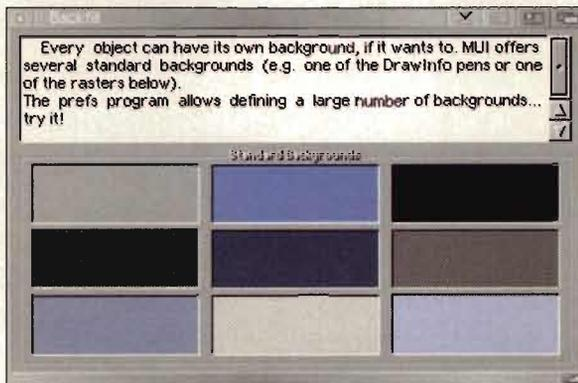 Backfill
Every object can have its own background, if it wants to. MUI offers
several standard backgrounds (e.g. one of the DrawInfo pens or one
of the rasters below).
The prefs program allows defining a large number of backgrounds...
try it!
Standard Backgrounds